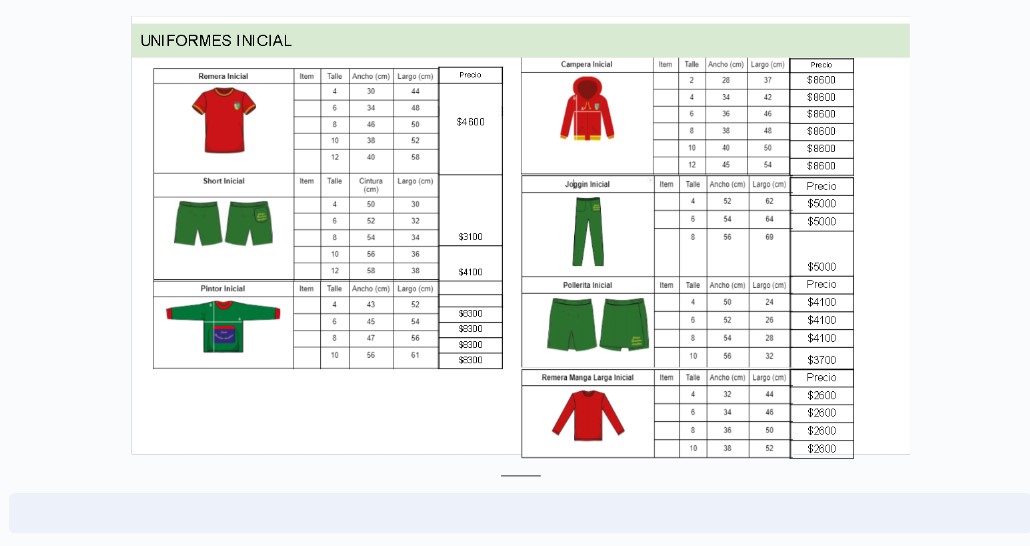 UNIFORMES INICIAL
Remera Inicial Item Talle Ancho (cm) Largo (cm) Precio
4 30 44
6 34 48
8 46 50
10 38 52
12 40 58
$4600
Short Inicial Item Talle Cintura (cm) Largo (cm)
4 50 30
6 52 32
8 54 34 $3100
10 56 36
12 58 38 $4100
Pintor Inicial Item Talle Ancho (cm) Largo (cm)
4 43 52 $8300
6 45 54 $8300
8 47 56 $8300
10 56 61 $8300
Campera Inicial Item Talle Ancho (cm) Largo (cm) Precio
2 28 37 $8600
4 34 42 $8600
6 36 46 $8600
8 38 48 $8600
10 40 50 $8600
12 45 54 $8600
Joggin Inicial Item Talle Ancho (cm) Largo (cm) Precio
4 52 62 $5000
6 54 64 $5000
8 56 69 $5000
Pollerita Inicial Item Talle Ancho (cm) Largo (cm) Precio
4 50 24 $4100
6 52 26 $4100
8 54 28 $4100
10 56 32 $3700
Remera Manga Larga Inicial Item Talle Ancho (cm) Largo (cm) Precio
4 32 44 $2600
6 34 46 $2600
8 36 50 $2600
10 38 52 $2600